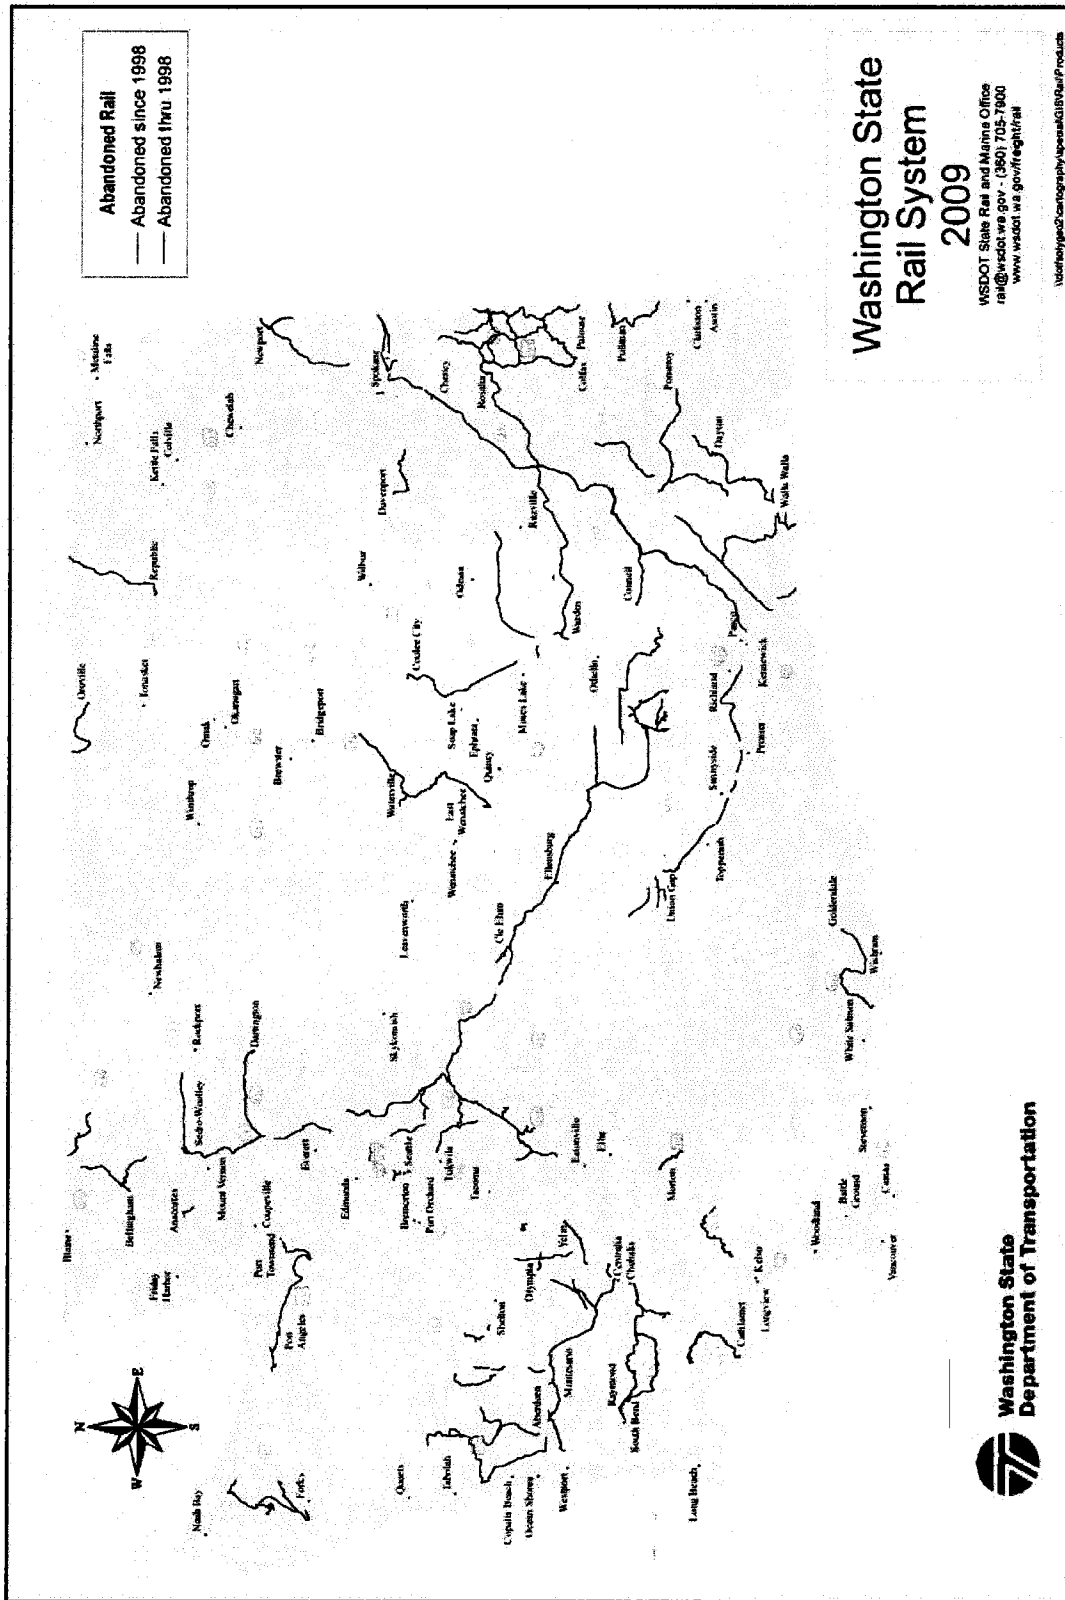 Abandoned Rail
Abandoned since 1998
Abandoned thru 1998
Washington State
Rail System
2009
WSDOT State Rail and Marine Office
rail@wsdot.wa.gov - (360) 705-7900
www.wsdot.wa.gov/freight/rail
N
W
E
S
Blaine
Bellingham
Friday
Harbor
Anacortes
Sedro-Woolley
Mount Vernon
Rockport
Newhalem
Darrington
Coupeville
Port
Townsend
Port
Angeles
Neah Bay
Forks
Everett
Edmonds
Seattle
Bremerton
Port Orchard
Tukwila
Tacoma
Skykomish
Leavenworth
Cle Elum
Ellensburg
Wenatchee
East
Wenatchee
Waterville
Winthrop
Omak
Okanogan
Brewster
Bridgeport
Oroville
Tonasket
Republic
Northport
Metaline
Falls
Kettle Falls
Colville
Chewelah
Newport
Spokane
Cheney
Rosalia
Davenport
Wilbur
Odessa
Ritzville
Coulee City
Soap Lake
Ephrata
Quincy
Moses Lake
Warden
Othello
Connell
Colfax
Palouse
Pullman
Clarkston
Asotin
Pomeroy
Dayton
Walla Walla
Pasco
Kennewick
Richland
Prosser
Sunnyside
Toppenish
Union Gap
Goldendale
Wishram
White Salmon
Stevenson
Camas
Battle
Ground
Vancouver
Woodland
Kelso
Longview
Cathlamet
Morton
Elbe
Eatonville
Yelm
Olympia
Centralia
Chehalis
Shelton
Montesano
Aberdeen
Raymond
South Bend
Long Beach
Westport
Ocean Shores
Copalis Beach
Taholah
Queets
Washington State
Department of Transportation